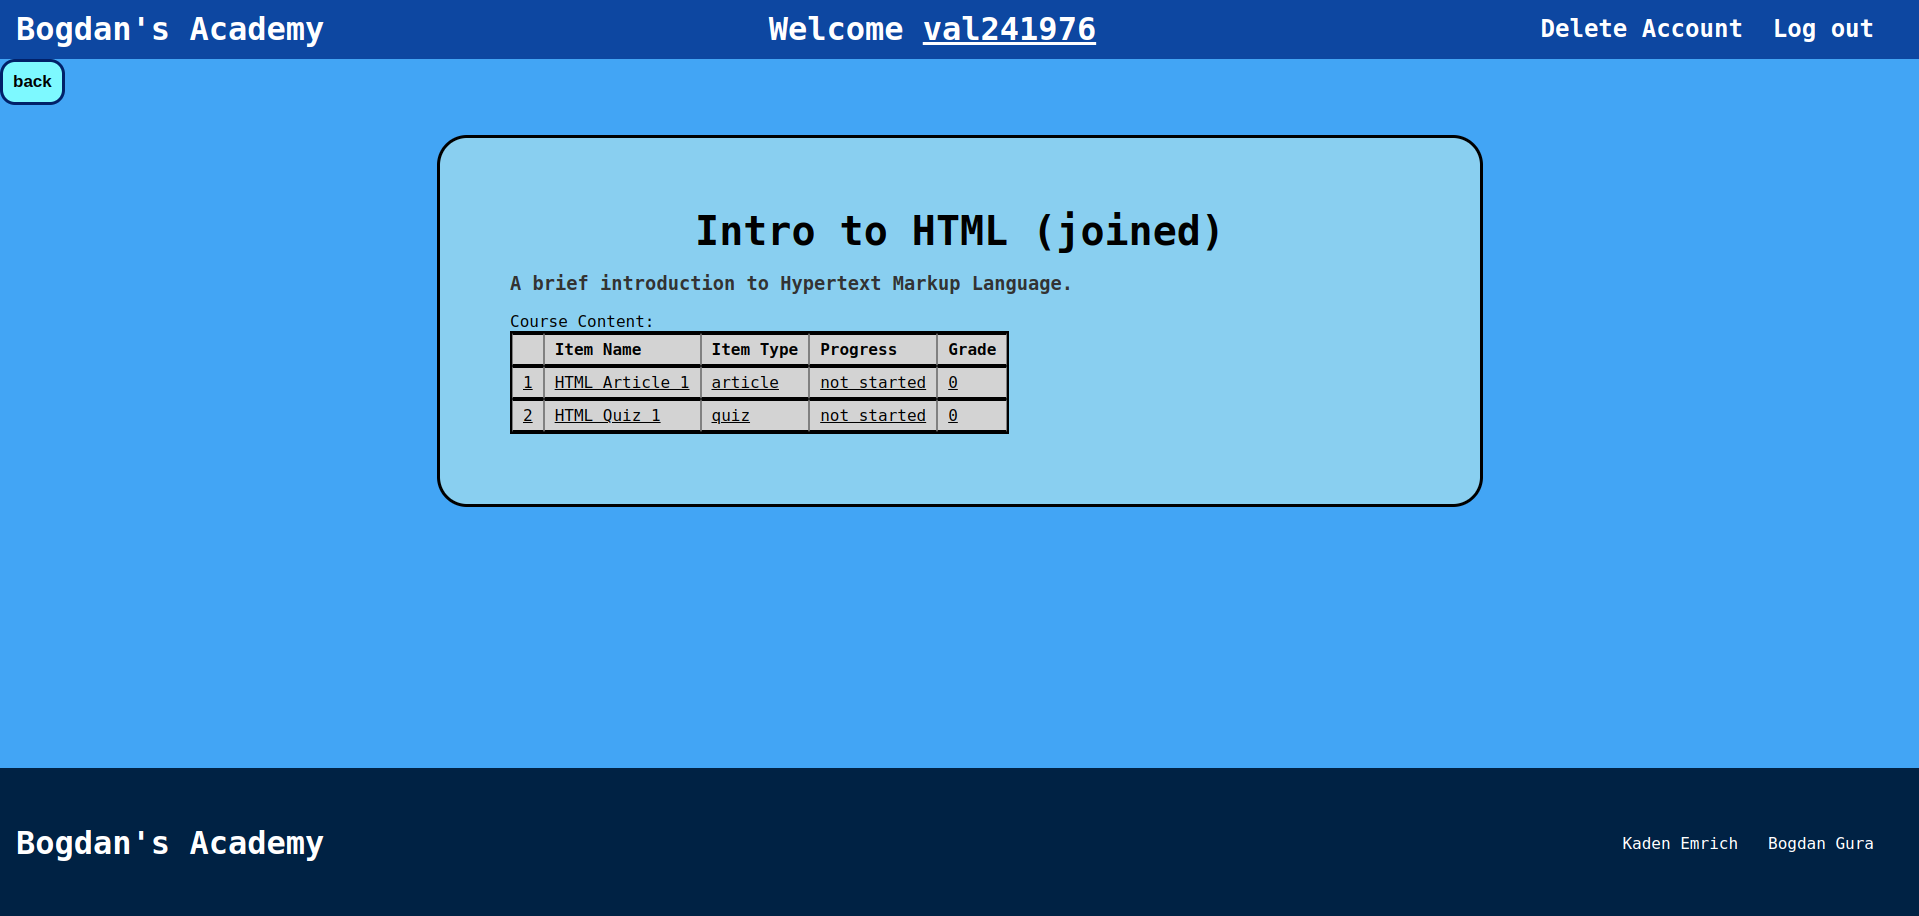 Bogdan's Academy Welcome val241976 Delete Account Log out
back
Intro to HTML (joined)
A brief introduction to Hypertext Markup Language.
Course Content:
Item Name Item Type Progress Grade
1 HTML Article 1 article not started 0
2 HTML Quiz 1 quiz not started 0
Bogdan's Academy Kaden Emrich Bogdan Gura